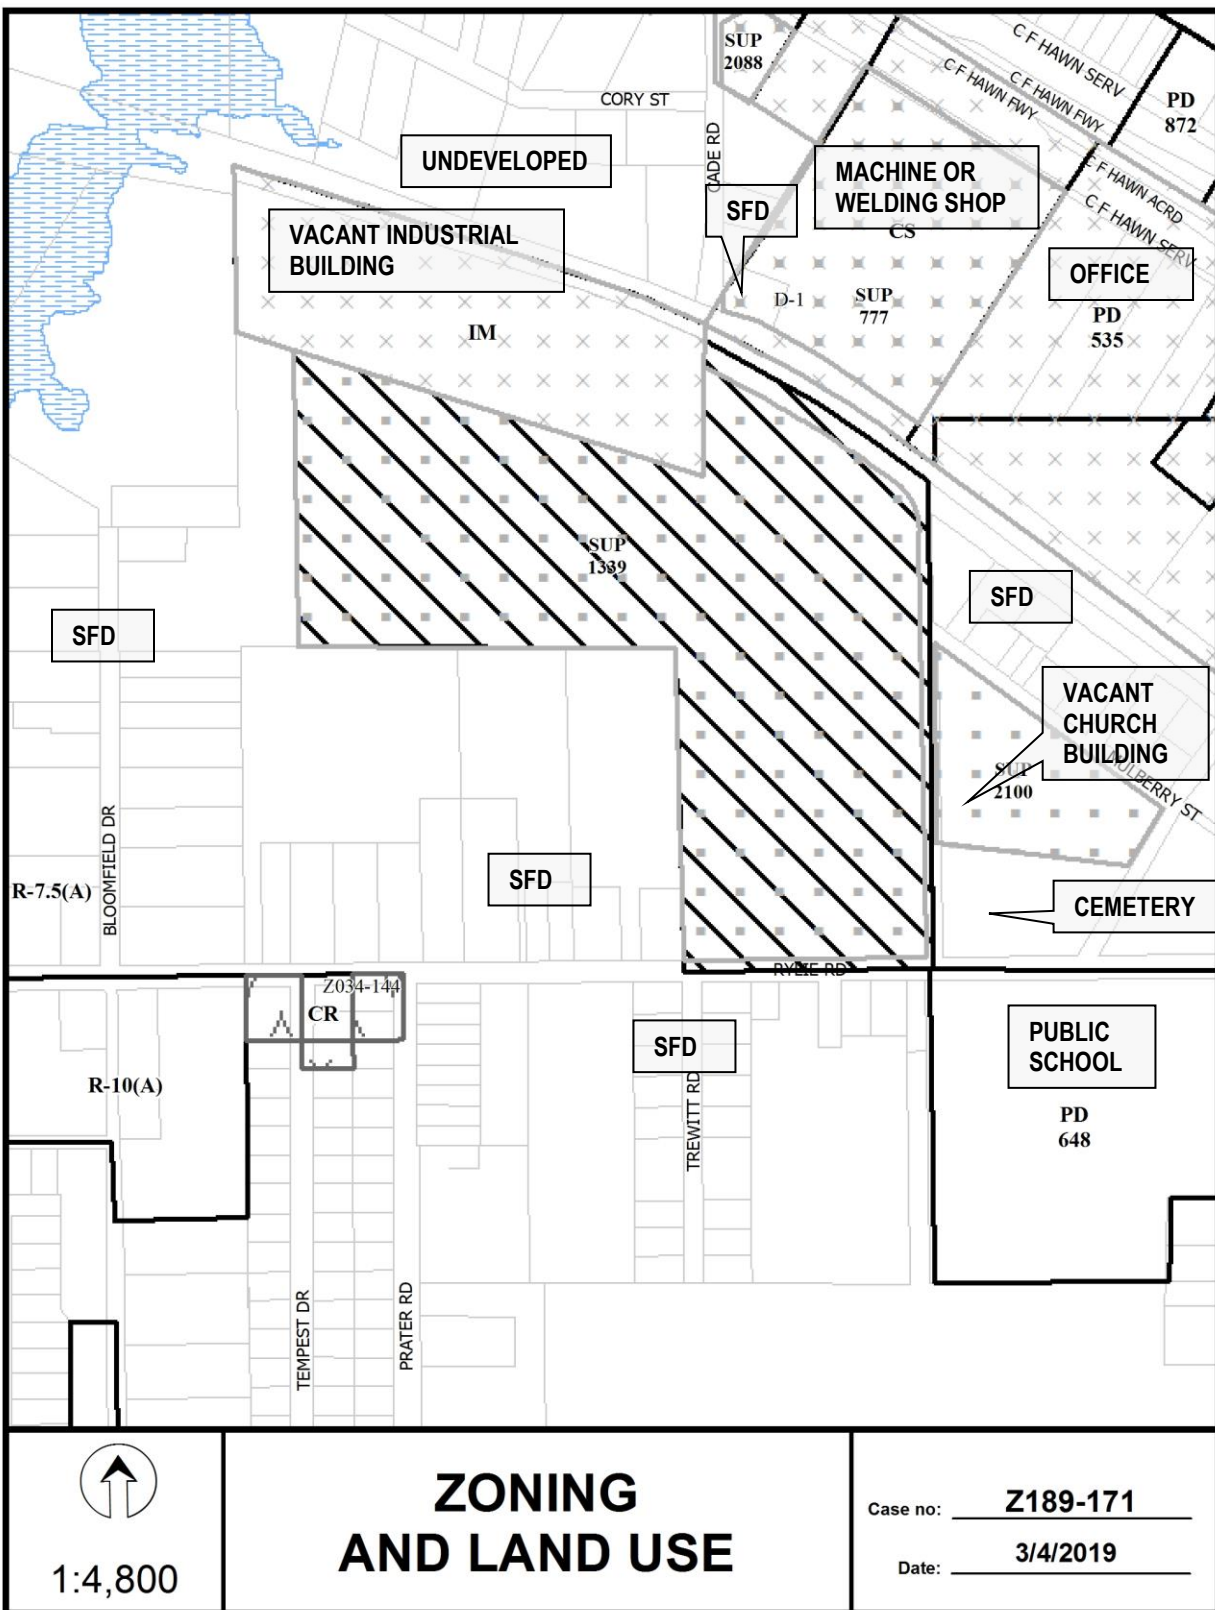 SUP
2088
C F HAWN SERV
C F HAWN FWY
C F HAWN FWY
PD
872
CORY ST
CADE RD
UNDEVELOPED
MACHINE OR
WELDING SHOP
CS
C F HAWN ACRD
C F HAWN SERV
SFD
VACANT INDUSTRIAL
BUILDING
OFFICE
D-1
SUP
777
PD
535
IM
SUP
1339
SFD
SFD
VACANT
CHURCH
BUILDING
SUP
2100
MULBERRY ST
BLOOMFIELD DR
R-7.5(A)
SFD
CEMETERY
RYLIE RD
Z034-144
CR
SFD
PUBLIC
SCHOOL
R-10(A)
TREWITT RD
PD
648
TEMPEST DR
PRATER RD
1:4,800
ZONING
AND LAND USE
Case no: Z189-171
Date: 3/4/2019